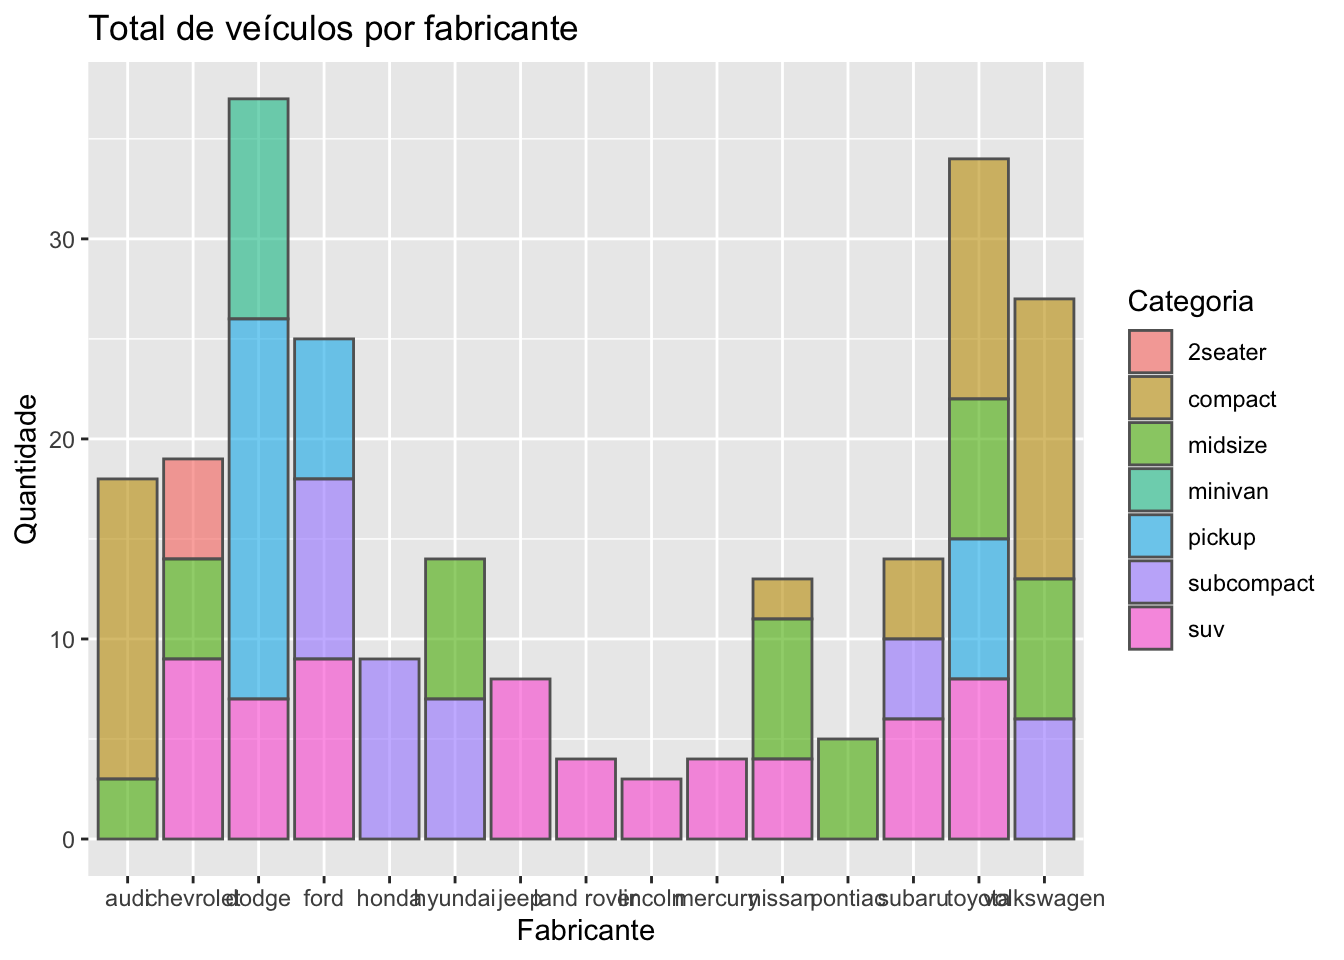 Total de veículos por fabricante
Quantidade
30
20
10
0
audi chevrolet dodge ford honda hyundai jeep land rover lincoln mercury nissan pontiac subaru toyota volkswagen
Fabricante
Categoria
2seater
compact
midsize
minivan
pickup
subcompact
suv